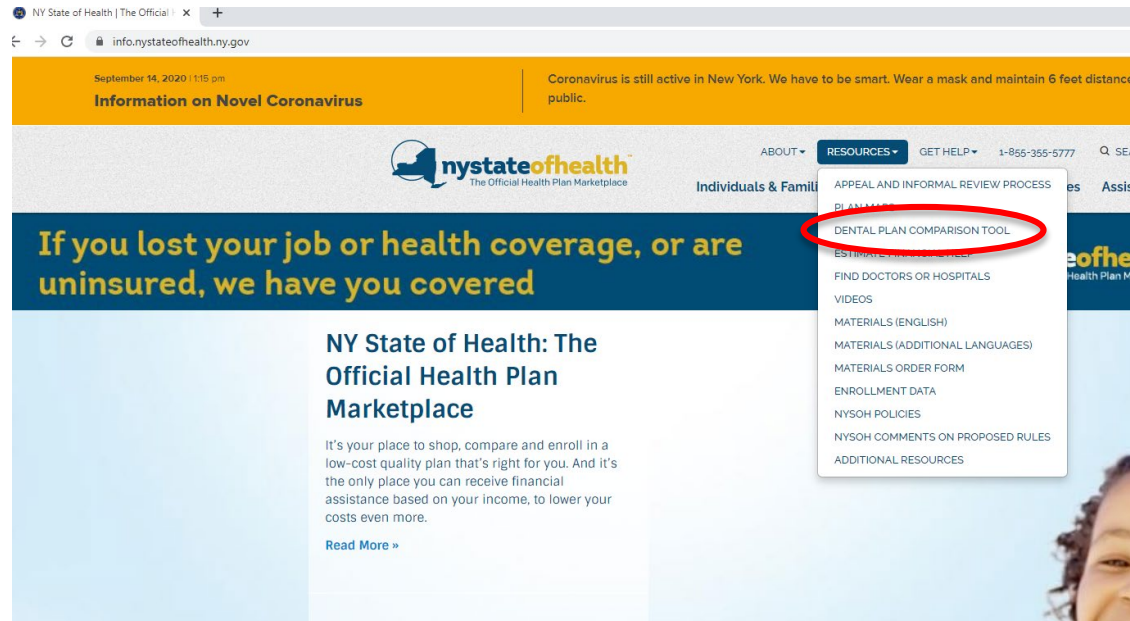 NY State of Health | The Official
info.nystateofhealth.ny.gov
September 14, 2020 | 1:15 pm
Information on Novel Coronavirus
Coronavirus is still active in New York. We have to be smart. Wear a mask and maintain 6 feet distance
public.
nystateofhealth
The Official Health Plan Marketplace
ABOUT
RESOURCES
GET HELP
1-855-355-5777
Individuals &
APPEAL AND INFORMAL REVIEW PROCESS
DENTAL PLAN COMPARISON TOOL
ESTIMATE FINANCIAL HELP
FIND DOCTORS OR HOSPITALS
VIDEOS
MATERIALS (ENGLISH)
MATERIALS (ADDITIONAL LANGUAGES)
MATERIALS ORDER FORM
ENROLLMENT DATA
NYSOH POLICIES
NYSOH COMMENTS ON PROPOSED RULES
ADDITIONAL RESOURCES
If you lost your job or health coverage, or are
uninsured, we have you covered
Health Plan
NY State of Health: The
Official Health Plan
Marketplace
It's your place to shop, compare and enroll in a
low-cost quality plan that's right for you. And it's
the only place you can receive financial
assistance based on your income, to lower your
costs even more.
Read More »